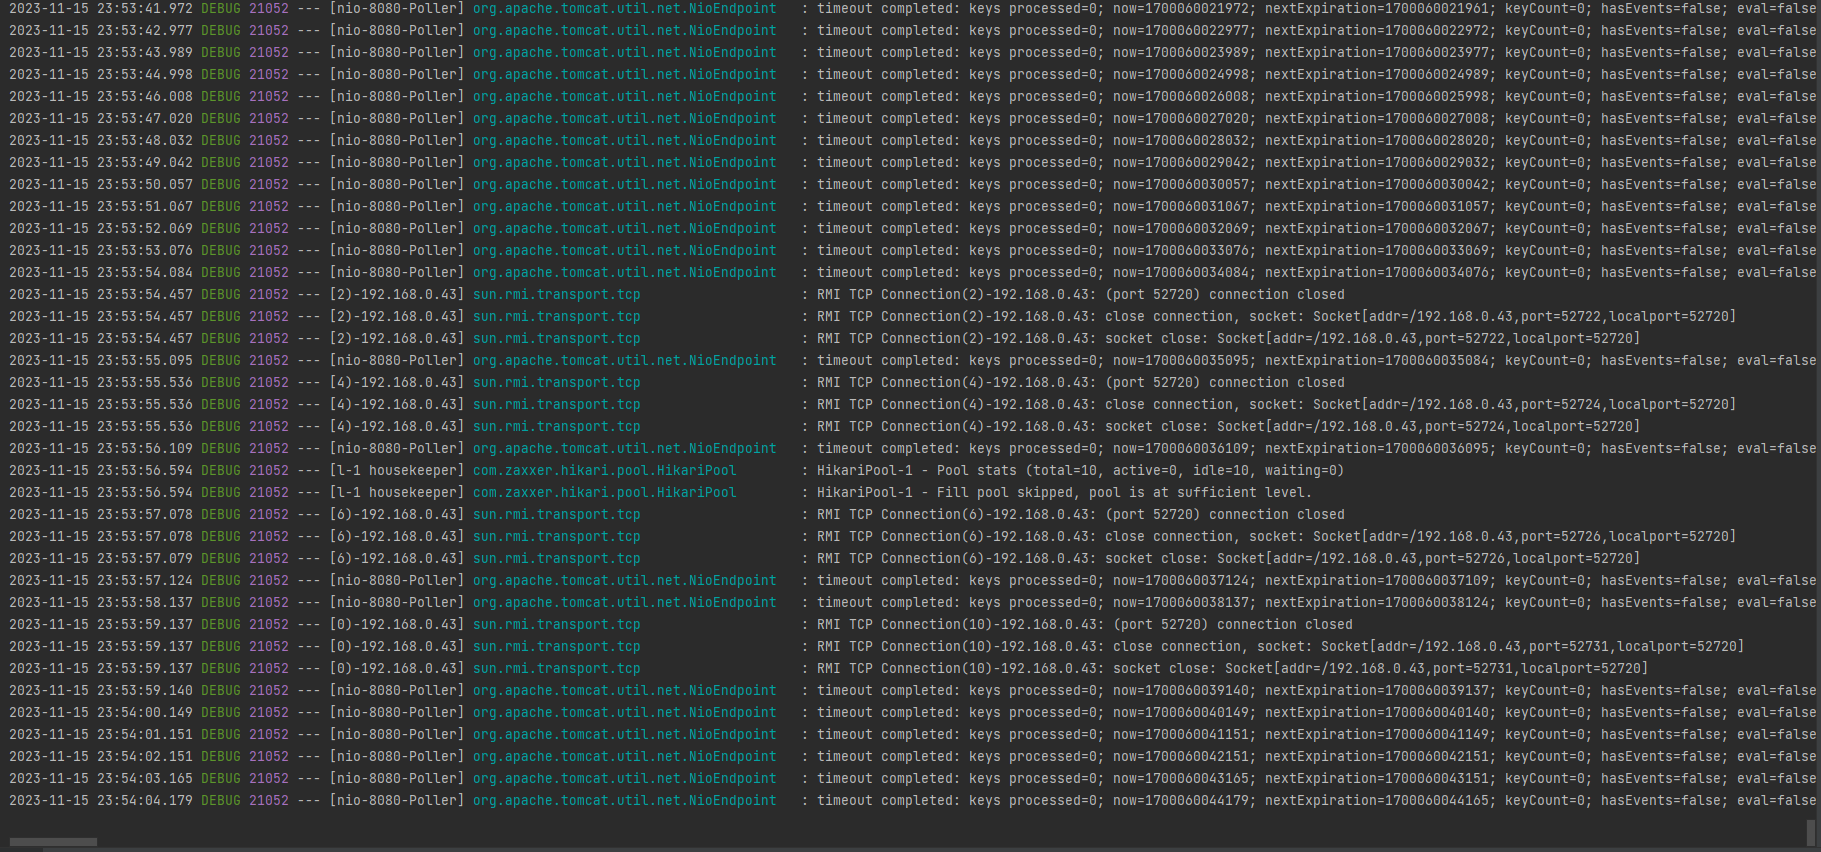 2023-11-15 23:53:41.972 DEBUG 21052 --- [nio-8080-Poller] org.apache.tomcat.util.net.NioEndpoint   : timeout completed: keys processed=0; now=1700060021972; nextExpiration=1700060021961; keyCount=0; hasEvents=false; eval=false
2023-11-15 23:53:42.977 DEBUG 21052 --- [nio-8080-Poller] org.apache.tomcat.util.net.NioEndpoint   : timeout completed: keys processed=0; now=1700060022977; nextExpiration=1700060022972; keyCount=0; hasEvents=false; eval=false
2023-11-15 23:53:43.989 DEBUG 21052 --- [nio-8080-Poller] org.apache.tomcat.util.net.NioEndpoint   : timeout completed: keys processed=0; now=1700060023989; nextExpiration=1700060023977; keyCount=0; hasEvents=false; eval=false
2023-11-15 23:53:44.998 DEBUG 21052 --- [nio-8080-Poller] org.apache.tomcat.util.net.NioEndpoint   : timeout completed: keys processed=0; now=1700060024998; nextExpiration=1700060024989; keyCount=0; hasEvents=false; eval=false
2023-11-15 23:53:46.008 DEBUG 21052 --- [nio-8080-Poller] org.apache.tomcat.util.net.NioEndpoint   : timeout completed: keys processed=0; now=1700060026008; nextExpiration=1700060025998; keyCount=0; hasEvents=false; eval=false
2023-11-15 23:53:47.020 DEBUG 21052 --- [nio-8080-Poller] org.apache.tomcat.util.net.NioEndpoint   : timeout completed: keys processed=0; now=1700060027020; nextExpiration=1700060027008; keyCount=0; hasEvents=false; eval=false
2023-11-15 23:53:48.032 DEBUG 21052 --- [nio-8080-Poller] org.apache.tomcat.util.net.NioEndpoint   : timeout completed: keys processed=0; now=1700060028032; nextExpiration=1700060028020; keyCount=0; hasEvents=false; eval=false
2023-11-15 23:53:49.042 DEBUG 21052 --- [nio-8080-Poller] org.apache.tomcat.util.net.NioEndpoint   : timeout completed: keys processed=0; now=1700060029042; nextExpiration=1700060029032; keyCount=0; hasEvents=false; eval=false
2023-11-15 23:53:50.057 DEBUG 21052 --- [nio-8080-Poller] org.apache.tomcat.util.net.NioEndpoint   : timeout completed: keys processed=0; now=1700060030057; nextExpiration=1700060030042; keyCount=0; hasEvents=false; eval=false
2023-11-15 23:53:51.067 DEBUG 21052 --- [nio-8080-Poller] org.apache.tomcat.util.net.NioEndpoint   : timeout completed: keys processed=0; now=1700060031067; nextExpiration=1700060031057; keyCount=0; hasEvents=false; eval=false
2023-11-15 23:53:52.069 DEBUG 21052 --- [nio-8080-Poller] org.apache.tomcat.util.net.NioEndpoint   : timeout completed: keys processed=0; now=1700060032069; nextExpiration=1700060032067; keyCount=0; hasEvents=false; eval=false
2023-11-15 23:53:53.076 DEBUG 21052 --- [nio-8080-Poller] org.apache.tomcat.util.net.NioEndpoint   : timeout completed: keys processed=0; now=1700060033076; nextExpiration=1700060033069; keyCount=0; hasEvents=false; eval=false
2023-11-15 23:53:54.084 DEBUG 21052 --- [nio-8080-Poller] org.apache.tomcat.util.net.NioEndpoint   : timeout completed: keys processed=0; now=1700060034084; nextExpiration=1700060034076; keyCount=0; hasEvents=false; eval=false
2023-11-15 23:53:54.457 DEBUG 21052 --- [2)-192.168.0.43] sun.rmi.transport.tcp                    : RMI TCP Connection(2)-192.168.0.43: (port 52720) connection closed
2023-11-15 23:53:54.457 DEBUG 21052 --- [2)-192.168.0.43] sun.rmi.transport.tcp                    : RMI TCP Connection(2)-192.168.0.43: close connection, socket: Socket[addr=/192.168.0.43,port=52722,localport=52720]
2023-11-15 23:53:54.457 DEBUG 21052 --- [2)-192.168.0.43] sun.rmi.transport.tcp                    : RMI TCP Connection(2)-192.168.0.43: socket close: Socket[addr=/192.168.0.43,port=52722,localport=52720]
2023-11-15 23:53:55.095 DEBUG 21052 --- [nio-8080-Poller] org.apache.tomcat.util.net.NioEndpoint   : timeout completed: keys processed=0; now=1700060035095; nextExpiration=1700060035084; keyCount=0; hasEvents=false; eval=false
2023-11-15 23:53:55.536 DEBUG 21052 --- [4)-192.168.0.43] sun.rmi.transport.tcp                    : RMI TCP Connection(4)-192.168.0.43: (port 52720) connection closed
2023-11-15 23:53:55.536 DEBUG 21052 --- [4)-192.168.0.43] sun.rmi.transport.tcp                    : RMI TCP Connection(4)-192.168.0.43: close connection, socket: Socket[addr=/192.168.0.43,port=52724,localport=52720]
2023-11-15 23:53:55.536 DEBUG 21052 --- [4)-192.168.0.43] sun.rmi.transport.tcp                    : RMI TCP Connection(4)-192.168.0.43: socket close: Socket[addr=/192.168.0.43,port=52724,localport=52720]
2023-11-15 23:53:56.109 DEBUG 21052 --- [nio-8080-Poller] org.apache.tomcat.util.net.NioEndpoint   : timeout completed: keys processed=0; now=1700060036109; nextExpiration=1700060036095; keyCount=0; hasEvents=false; eval=false
2023-11-15 23:53:56.594 DEBUG 21052 --- [l-1 housekeeper] com.zaxxer.hikari.pool.HikariPool        : HikariPool-1 - Pool stats (total=10, active=0, idle=10, waiting=0)
2023-11-15 23:53:56.594 DEBUG 21052 --- [l-1 housekeeper] com.zaxxer.hikari.pool.HikariPool        : HikariPool-1 - Fill pool skipped, pool is at sufficient level.
2023-11-15 23:53:57.078 DEBUG 21052 --- [6)-192.168.0.43] sun.rmi.transport.tcp                    : RMI TCP Connection(6)-192.168.0.43: (port 52720) connection closed
2023-11-15 23:53:57.078 DEBUG 21052 --- [6)-192.168.0.43] sun.rmi.transport.tcp                    : RMI TCP Connection(6)-192.168.0.43: close connection, socket: Socket[addr=/192.168.0.43,port=52726,localport=52720]
2023-11-15 23:53:57.079 DEBUG 21052 --- [6)-192.168.0.43] sun.rmi.transport.tcp                    : RMI TCP Connection(6)-192.168.0.43: socket close: Socket[addr=/192.168.0.43,port=52726,localport=52720]
2023-11-15 23:53:57.124 DEBUG 21052 --- [nio-8080-Poller] org.apache.tomcat.util.net.NioEndpoint   : timeout completed: keys processed=0; now=1700060037124; nextExpiration=1700060037109; keyCount=0; hasEvents=false; eval=false
2023-11-15 23:53:58.137 DEBUG 21052 --- [nio-8080-Poller] org.apache.tomcat.util.net.NioEndpoint   : timeout completed: keys processed=0; now=1700060038137; nextExpiration=1700060038124; keyCount=0; hasEvents=false; eval=false
2023-11-15 23:53:59.137 DEBUG 21052 --- [0)-192.168.0.43] sun.rmi.transport.tcp                    : RMI TCP Connection(10)-192.168.0.43: (port 52720) connection closed
2023-11-15 23:53:59.137 DEBUG 21052 --- [0)-192.168.0.43] sun.rmi.transport.tcp                    : RMI TCP Connection(10)-192.168.0.43: close connection, socket: Socket[addr=/192.168.0.43,port=52731,localport=52720]
2023-11-15 23:53:59.137 DEBUG 21052 --- [0)-192.168.0.43] sun.rmi.transport.tcp                    : RMI TCP Connection(10)-192.168.0.43: socket close: Socket[addr=/192.168.0.43,port=52731,localport=52720]
2023-11-15 23:53:59.140 DEBUG 21052 --- [nio-8080-Poller] org.apache.tomcat.util.net.NioEndpoint   : timeout completed: keys processed=0; now=1700060039140; nextExpiration=1700060039137; keyCount=0; hasEvents=false; eval=false
2023-11-15 23:54:00.149 DEBUG 21052 --- [nio-8080-Poller] org.apache.tomcat.util.net.NioEndpoint   : timeout completed: keys processed=0; now=1700060040149; nextExpiration=1700060040140; keyCount=0; hasEvents=false; eval=false
2023-11-15 23:54:01.151 DEBUG 21052 --- [nio-8080-Poller] org.apache.tomcat.util.net.NioEndpoint   : timeout completed: keys processed=0; now=1700060041151; nextExpiration=1700060041149; keyCount=0; hasEvents=false; eval=false
2023-11-15 23:54:02.151 DEBUG 21052 --- [nio-8080-Poller] org.apache.tomcat.util.net.NioEndpoint   : timeout completed: keys processed=0; now=1700060042151; nextExpiration=1700060042151; keyCount=0; hasEvents=false; eval=false
2023-11-15 23:54:03.165 DEBUG 21052 --- [nio-8080-Poller] org.apache.tomcat.util.net.NioEndpoint   : timeout completed: keys processed=0; now=1700060043165; nextExpiration=1700060043151; keyCount=0; hasEvents=false; eval=false
2023-11-15 23:54:04.179 DEBUG 21052 --- [nio-8080-Poller] org.apache.tomcat.util.net.NioEndpoint   : timeout completed: keys processed=0; now=1700060044179; nextExpiration=1700060044165; keyCount=0; hasEvents=false; eval=false